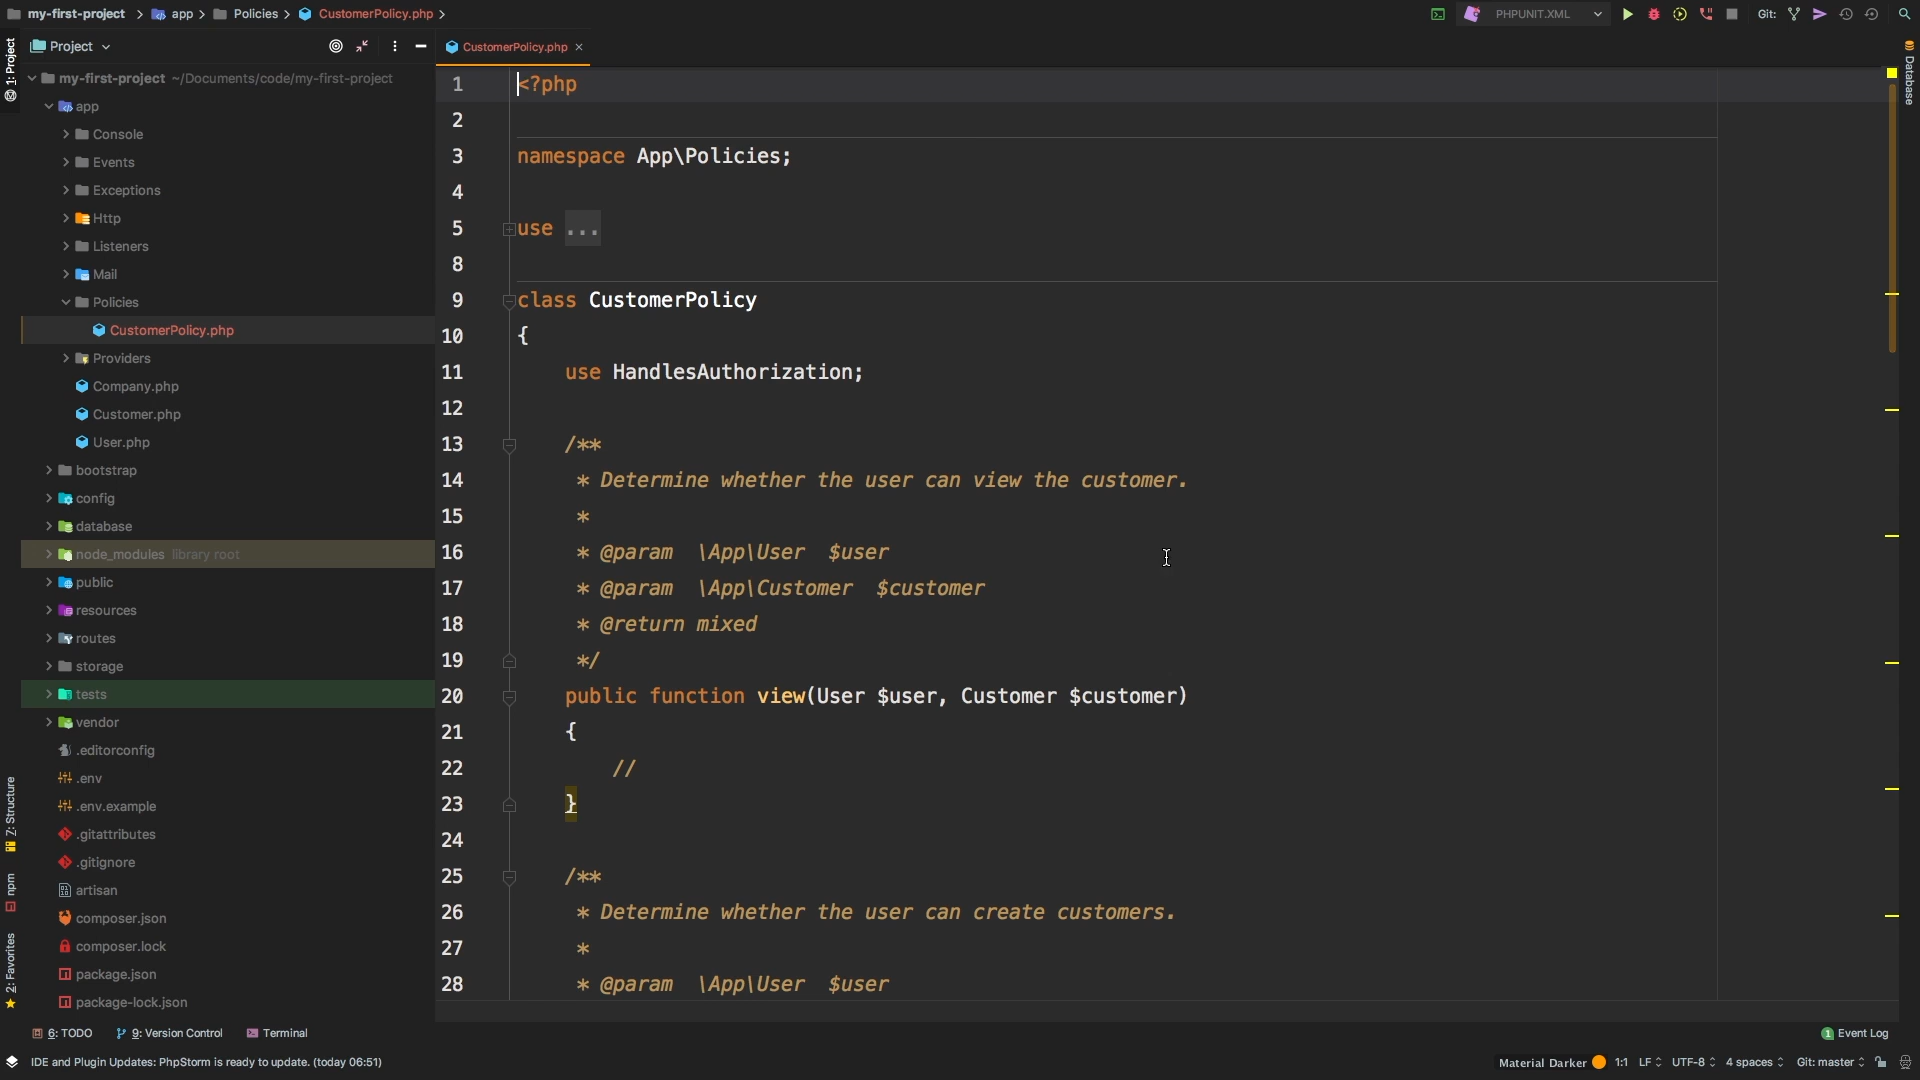 my-first-project
app
Policies
CustomerPolicy.php
PHPUNIT.XML
Git:
1: Project
Project
CustomerPolicy.php
Database
my-first-project ~/Documents/code/my-first-project
app
Console
Events
Exceptions
Http
Listeners
Mail
Policies
CustomerPolicy.php
Providers
Company.php
Customer.php
User.php
bootstrap
config
database
node_modules library root
public
resources
routes
storage
tests
vendor
.editorconfig
.env
.env.example
.gitattributes
.gitignore
artisan
composer.json
composer.lock
package.json
package-lock.json
Z: Structure
npm
2: Favorites
1 <?php
2
3 namespace App\Policies;
4
5 use ...
8
9 class CustomerPolicy
10 {
11 use HandlesAuthorization;
12
13 /**
14 * Determine whether the user can view the customer.
15 *
16 * @param \App\User $user
17 * @param \App\Customer $customer
18 * @return mixed
19 */
20 public function view(User $user, Customer $customer)
21 {
22 //
23 }
24
25 /**
26 * Determine whether the user can create customers.
27 *
28 * @param \App\User $user
6: TODO
9: Version Control
Terminal
1 Event Log
IDE and Plugin Updates: PhpStorm is ready to update. (today 06:51)
Material Darker
1:1
LF
UTF-8
4 spaces
Git: master